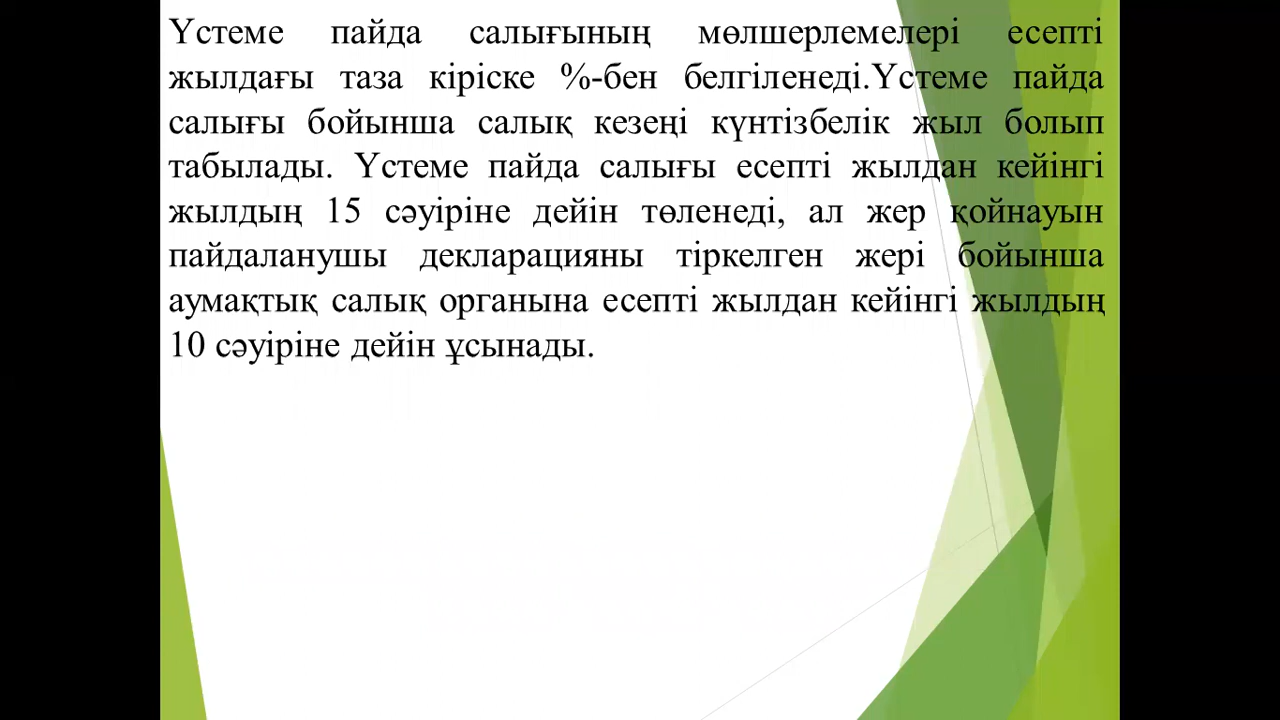 Үстеме пайда салығының мөлшерлемелері есепті
жылдағы таза кіріске %-бен белгіленеді.Үстеме пайда
салығы бойынша салық кезеңі күнтізбелік жыл болып
табылады. Үстеме пайда салығы есепті жылдан кейінгі
жылдың 15 сәуіріне дейін төленеді, ал жер қойнауын
пайдаланушы декларацияны тіркелген жері бойынша
аумақтық салық органына есепті жылдан кейінгі жылдың
10 сәуіріне дейін ұсынады.